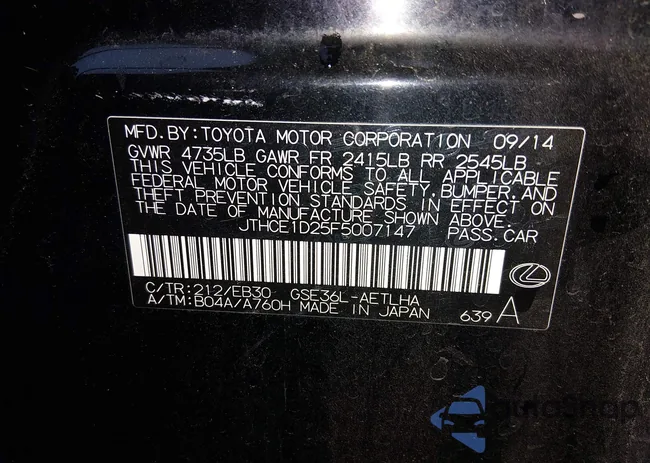 MFD.BY:TOYOTA MOTOR CORPORATION 09/14
GVWR 4735LB GAWR FR 2415LB RR 2545LB
THIS VEHICLE CONFORMS TO ALL APPLICABLE
FEDERAL MOTOR VEHICLE SAFETY,BUMPER,AND
THEFT PREVENTION STANDARDS IN EFFECT ON
THE DATE OF MANUFACTURE SHOWN ABOVE.
JTHCE1D25F5007147 PASS.CAR
C/TR:212/EB30 GSE36L-AETLHA
A/TM:B04A/A760H MADE IN JAPAN 639 A
autosnap